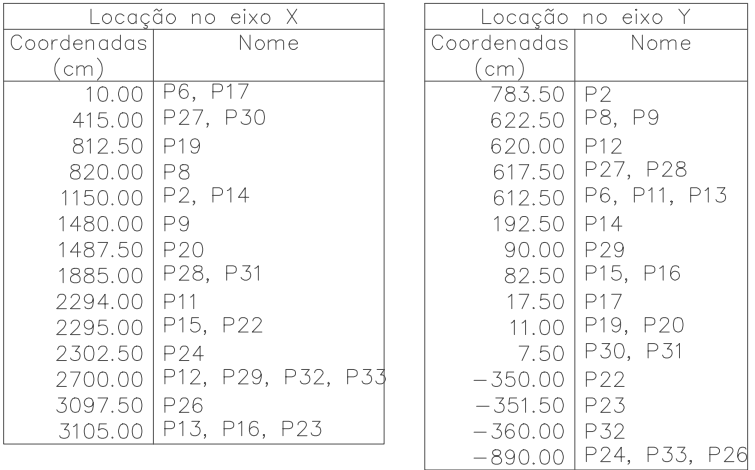 Locação no eixo X
Coordenadas (cm) Nome
10.00 P6, P17
415.00 P27, P30
812.50 P19
820.00 P8
1150.00 P2, P14
1480.00 P9
1487.50 P20
1885.00 P28, P31
2294.00 P11
2295.00 P15, P22
2302.50 P24
2700.00 P12, P29, P32, P33
3097.50 P26
3105.00 P13, P16, P23
Locação no eixo Y
Coordenadas (cm) Nome
783.50 P2
622.50 P8, P9
620.00 P12
617.50 P27, P28
612.50 P6, P11, P13
192.50 P14
90.00 P29
82.50 P15, P16
17.50 P17
11.00 P19, P20
7.50 P30, P31
-350.00 P22
-351.50 P23
-360.00 P32
-890.00 P24, P33, P26